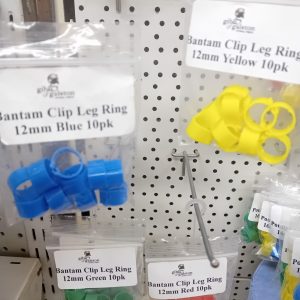 Bantam Clip Leg Ring
12mm Blue 10pk
Bantam Clip Leg Ring
12mm Yellow 10pk
Bantam Clip Leg Ring
12mm Green 10pk
Bantam Clip Leg Ring
12mm Red 10pk